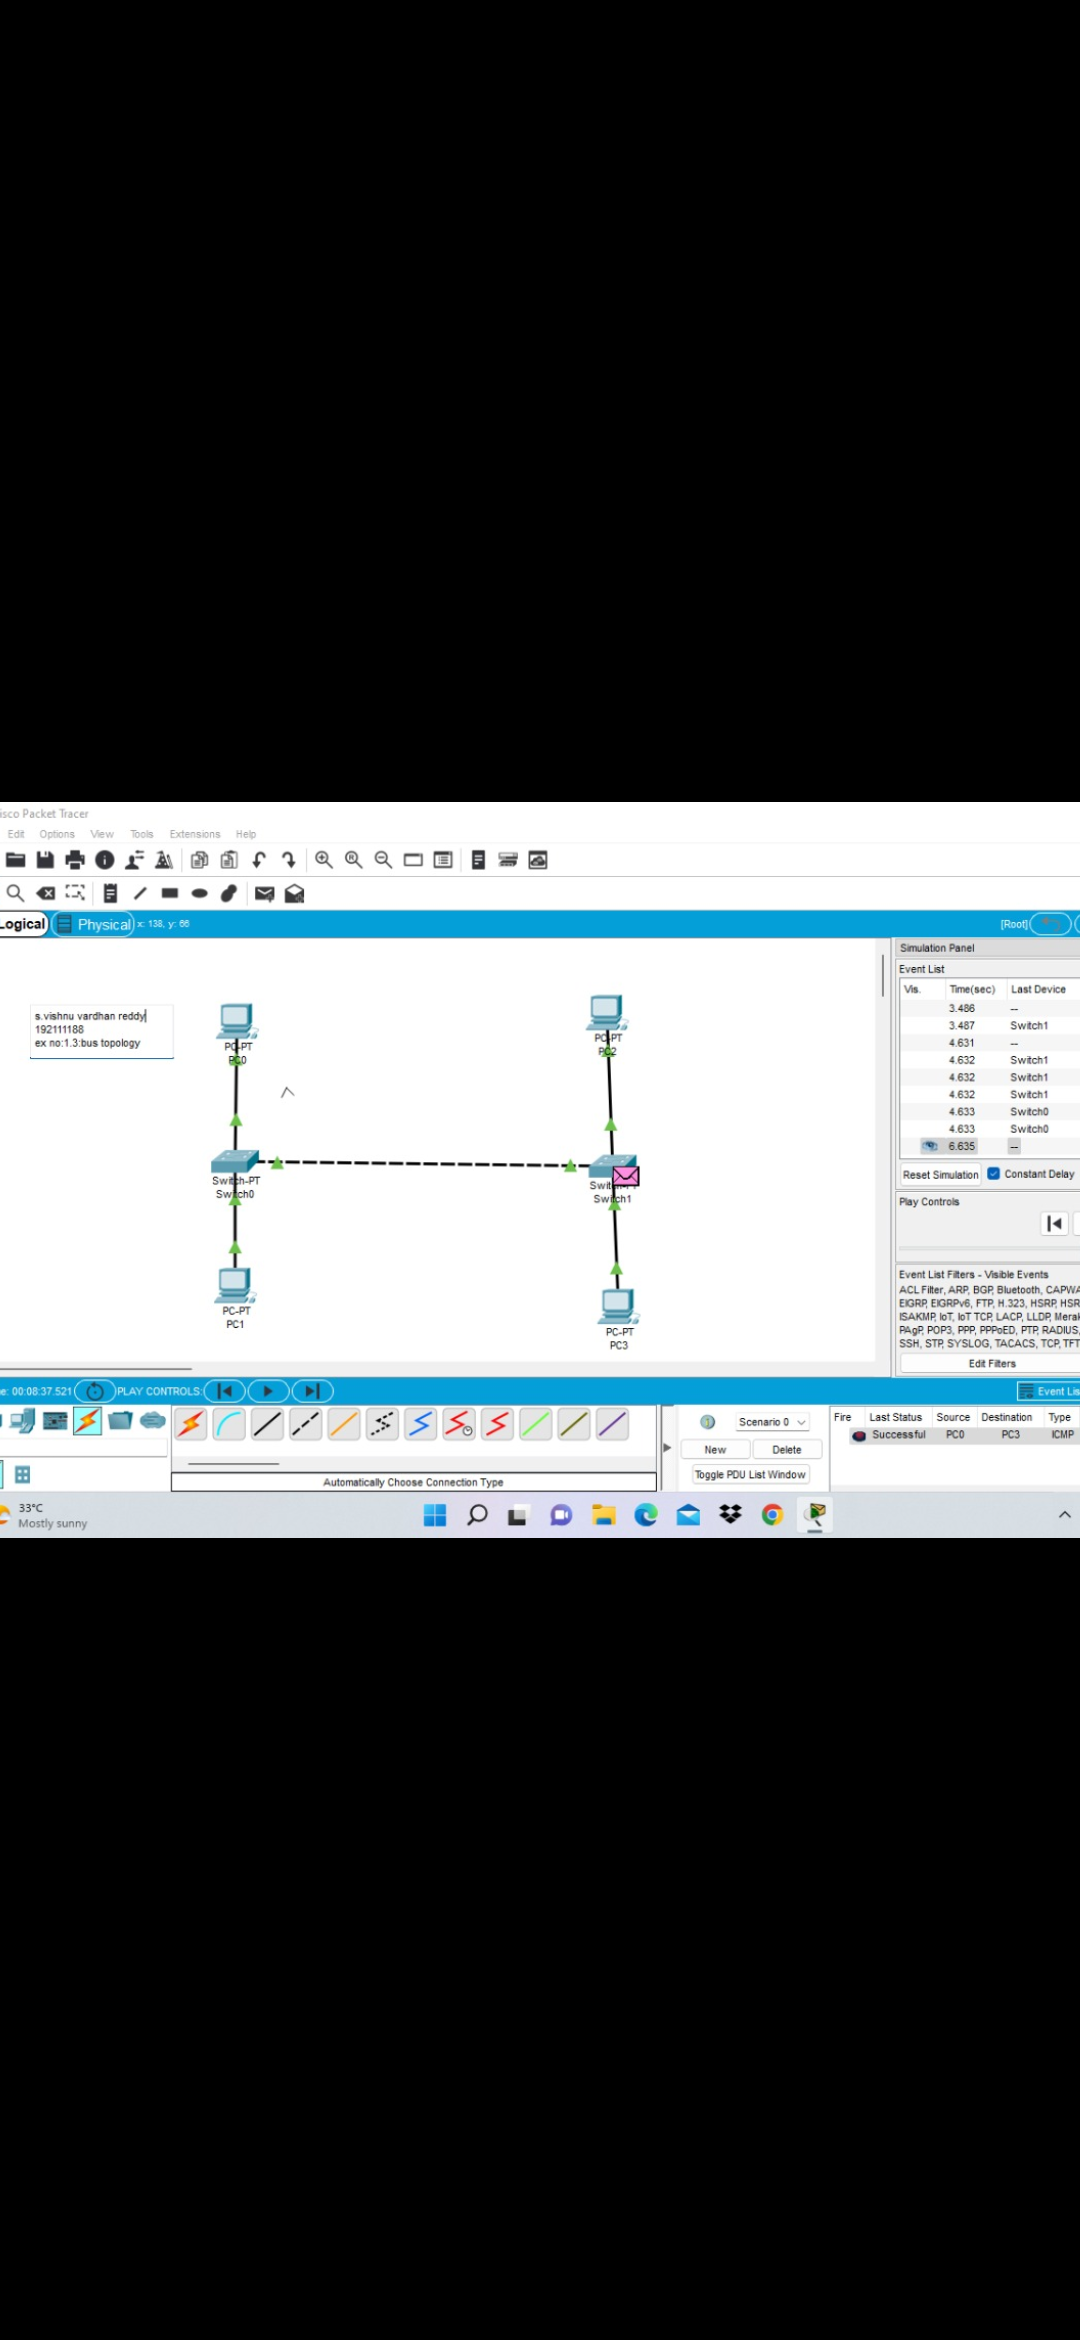 isco Packet Tracer
Edit Options View Tools Extensions Help
Logical Physical x: 138, y: 66 [Root]
Simulation Panel
Event List
Vis. Time(sec) Last Device
3.486 --
3.487 Switch1
4.631 --
4.632 Switch1
4.632 Switch1
4.632 Switch1
4.633 Switch0
4.633 Switch0
6.635 --
Reset Simulation Constant Delay
Play Controls
Event List Filters - Visible Events
ACL Filter, ARP, BGP, Bluetooth, CAPWA
EIGRP, EIGRPv6, FTP, H.323, HSRP, HSR
ISAKMP, IoT, IoT TCP, LACP, LLDP, Merak
PAgP, POP3, PPP, PPPoED, PTP, RADIUS,
SSH, STP, SYSLOG, TACACS, TCP, TFT
Edit Filters
s.vishnu vardhan reddy
192111188
ex no:1.3:bus topology
PC-PT
PC0
PC-PT
PC2
Switch-PT
Switch0
Switch1
PC-PT
PC1
PC-PT
PC3
e: 00:08:37.521 PLAY CONTROLS: Event Lis
Scenario 0
New Delete
Toggle PDU List Window
Automatically Choose Connection Type
Fire Last Status Source Destination Type
Successful PC0 PC3 ICMP
33°C
Mostly sunny